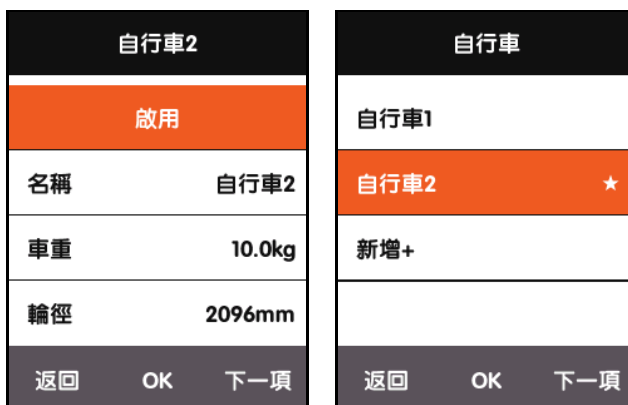 自行車2
啟用
名稱 自行車2
車重 10.0kg
輪徑 2096mm
返回 OK 下一項
自行車
自行車1
自行車2 ★
新增+
返回 OK 下一項